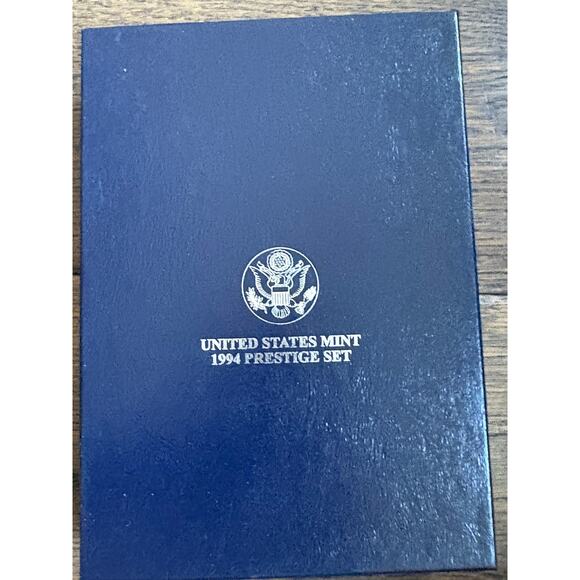 UNITED STATES MINT
1994 PRESTIGE SET